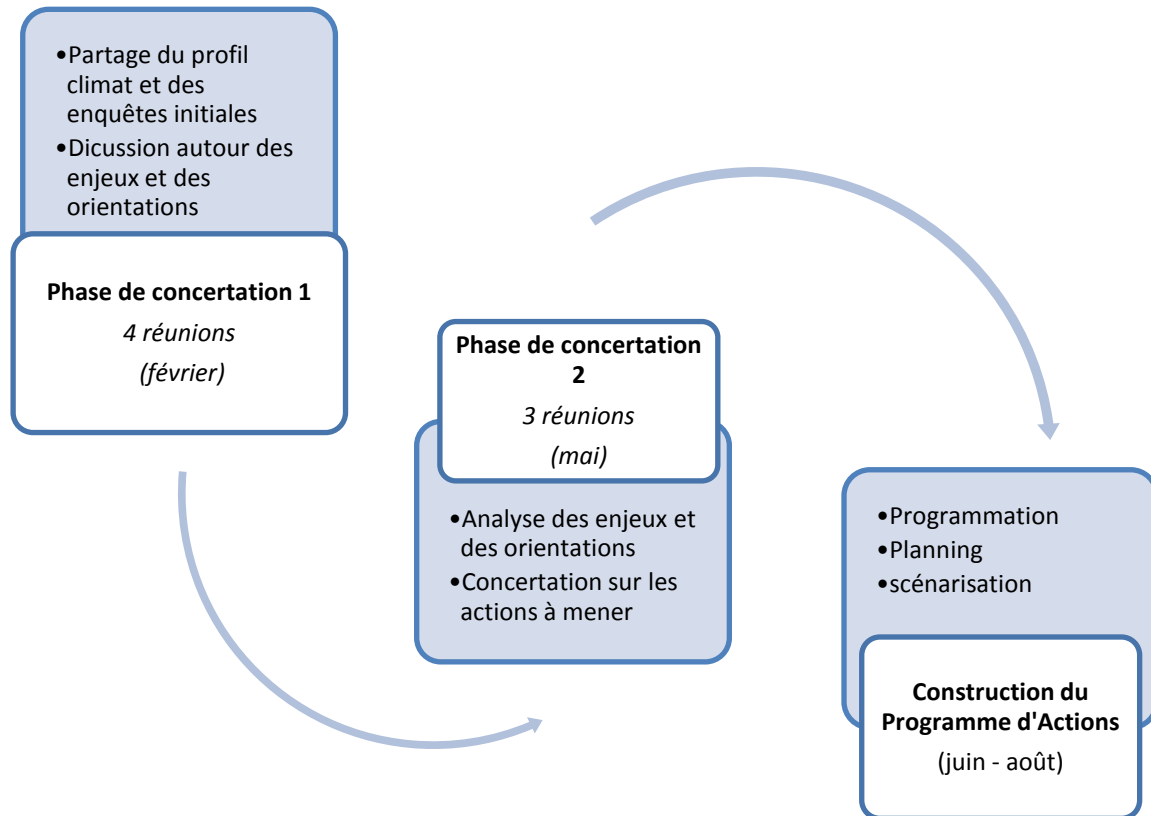 •Partage du profil
climat et des
enquêtes initiales
•Dicussion autour des
enjeux et des
orientations
Phase de concertation 1
4 réunions
(février)
Phase de concertation
2
3 réunions
(mai)
•Analyse des enjeux et
des orientations
•Concertation sur les
actions à mener
•Programmation
•Planning
•scénarisation
Construction du
Programme d'Actions
(juin - août)